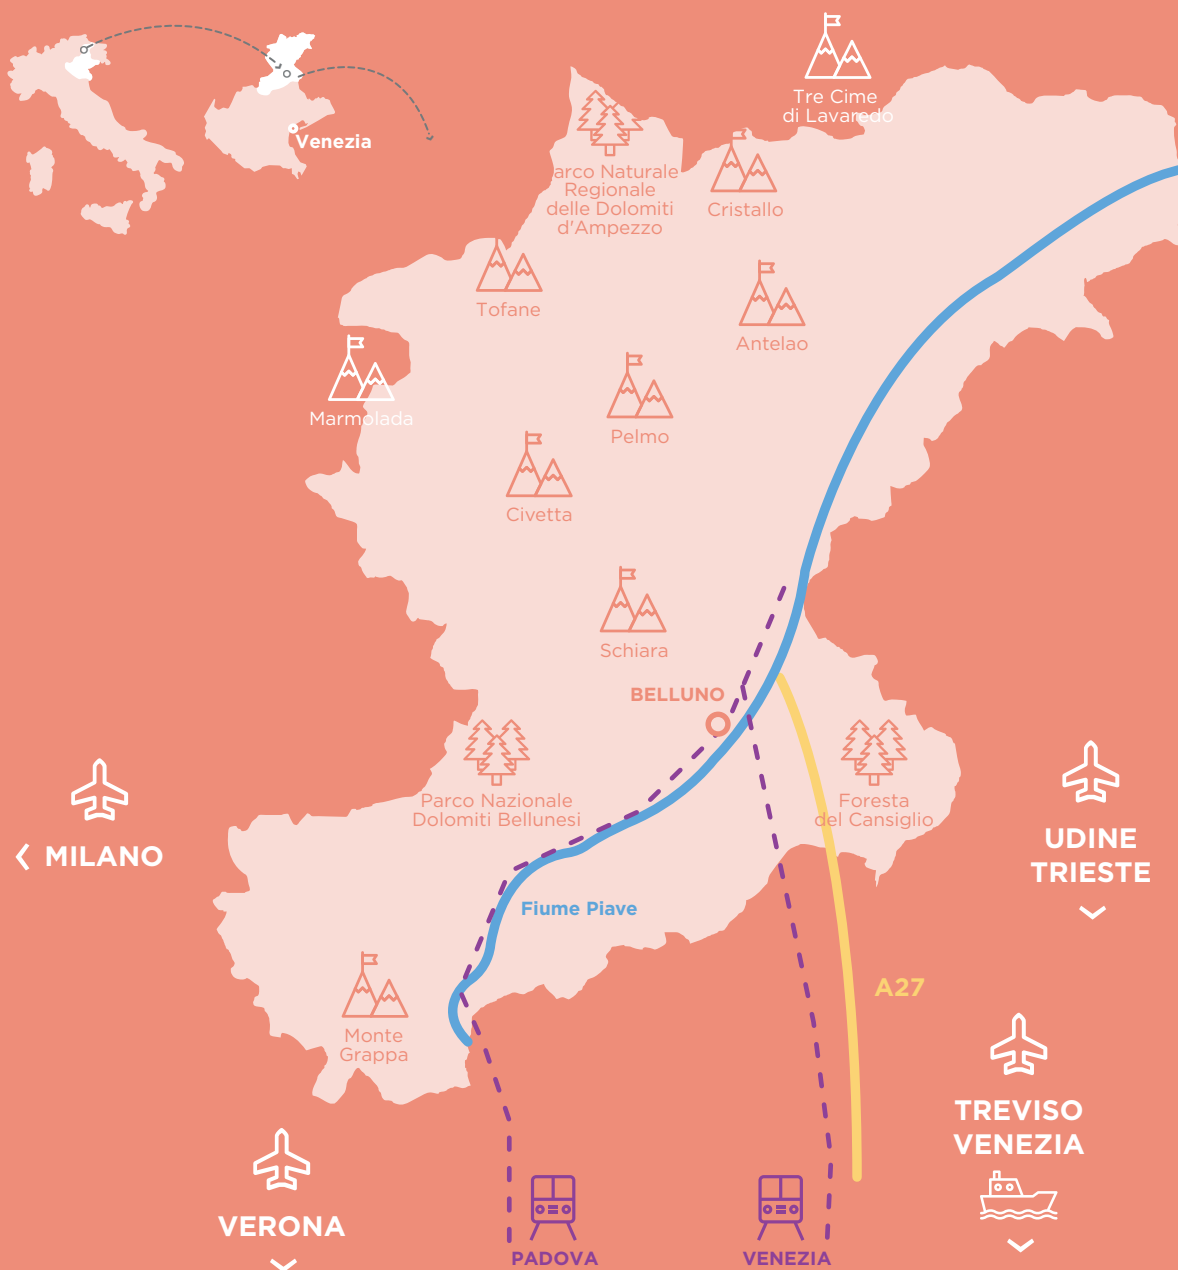 Tre Cime
di Lavaredo
Venezia
arco Naturale
Regionale
delle Dolomiti
d'Ampezzo
Cristallo
Tofane
Antelao
Marmolada
Pelmo
Civetta
Schiara
BELLUNO
Parco Nazionale
Dolomiti Bellunesi
Foresta
del Cansiglio
MILANO
UDINE
TRIESTE
Fiume Piave
A27
Monte
Grappa
TREVISO
VENEZIA
VERONA
PADOVA
VENEZIA